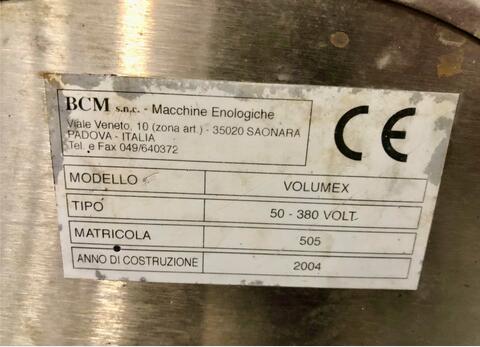 BCM s.n.c. - Macchine Enologiche
Viale Veneto, 10 (zona art.) - 35020 SAONARA
PADOVA - ITALIA
Tel. e Fax 049/640372
CE
MODELLO VOLUMEX
TIPO 50 - 380 VOLT.
MATRICOLA 505
ANNO DI COSTRUZIONE 2004